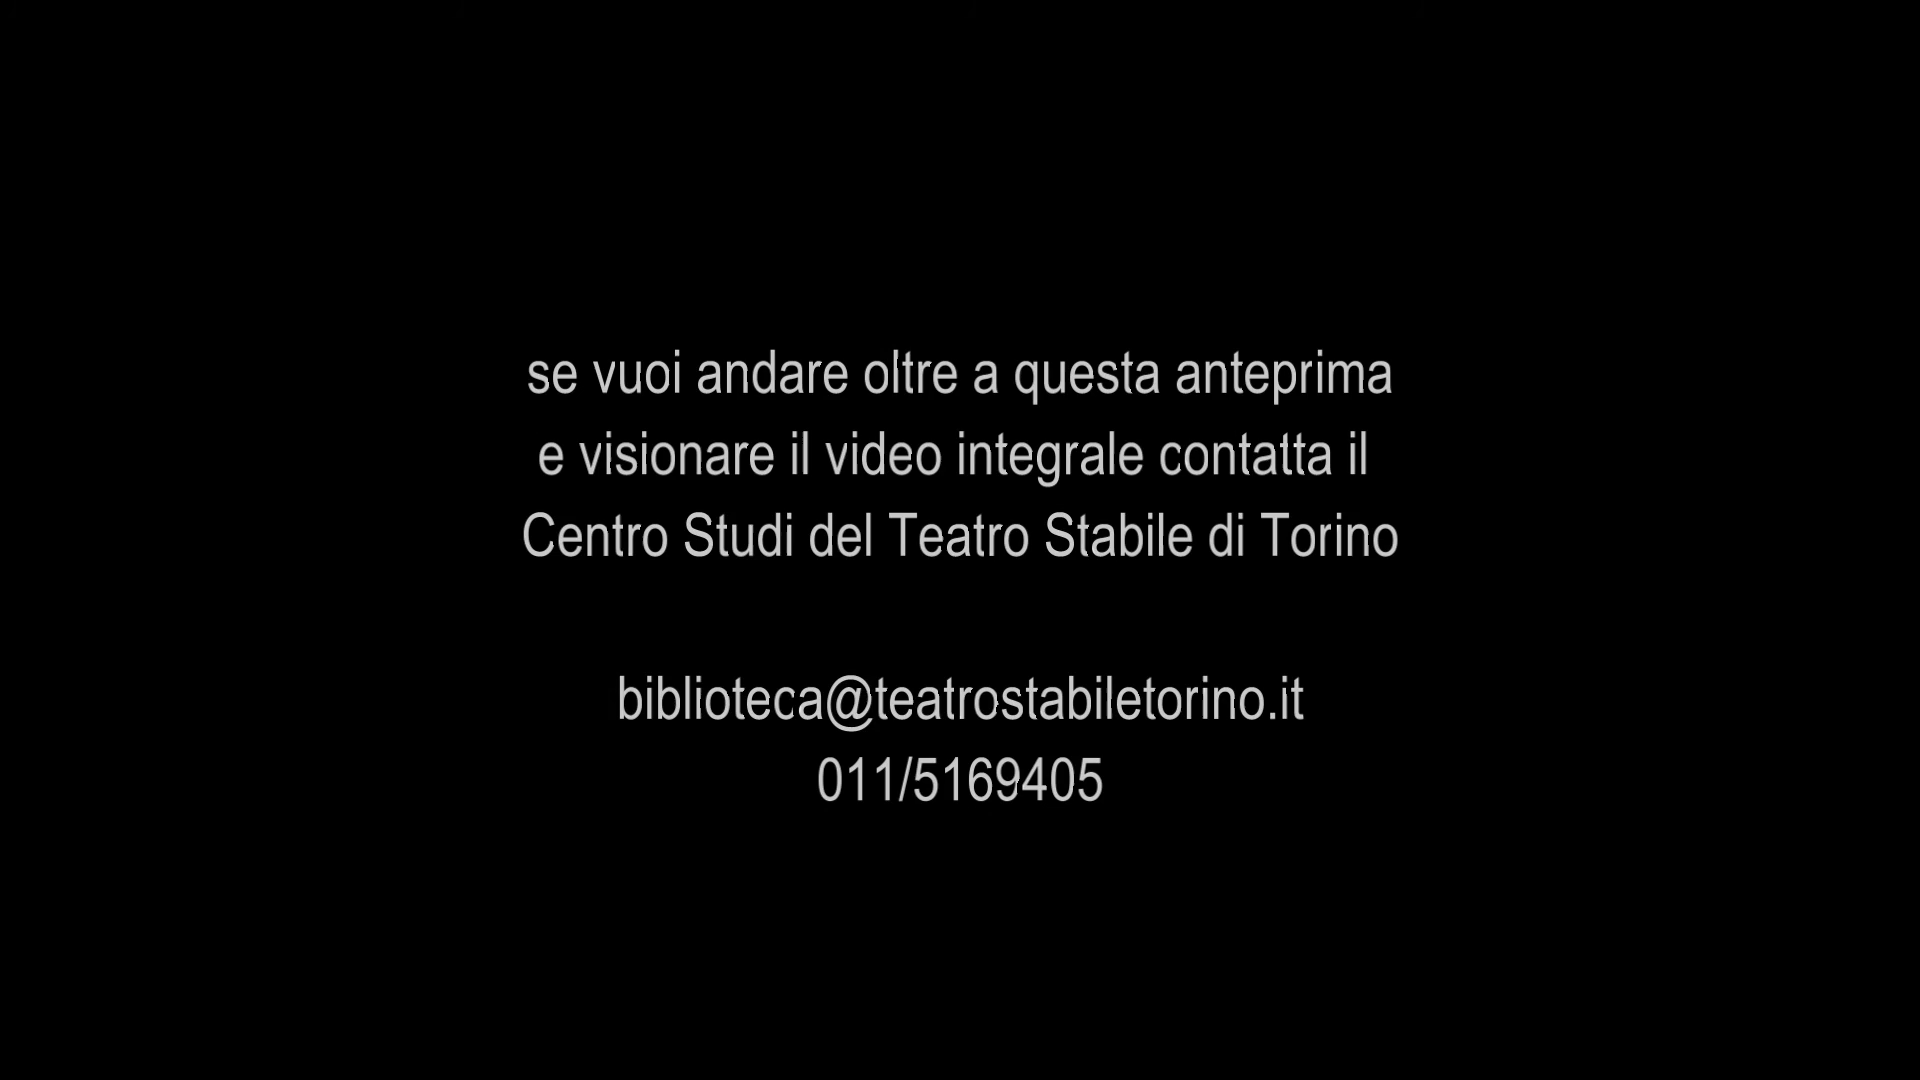 se vuoi andare oltre a questa anteprima
e visionare il video integrale contatta il
Centro Studi del Teatro Stabile di Torino
biblioteca@teatrostabiletorino.it
011/5169405